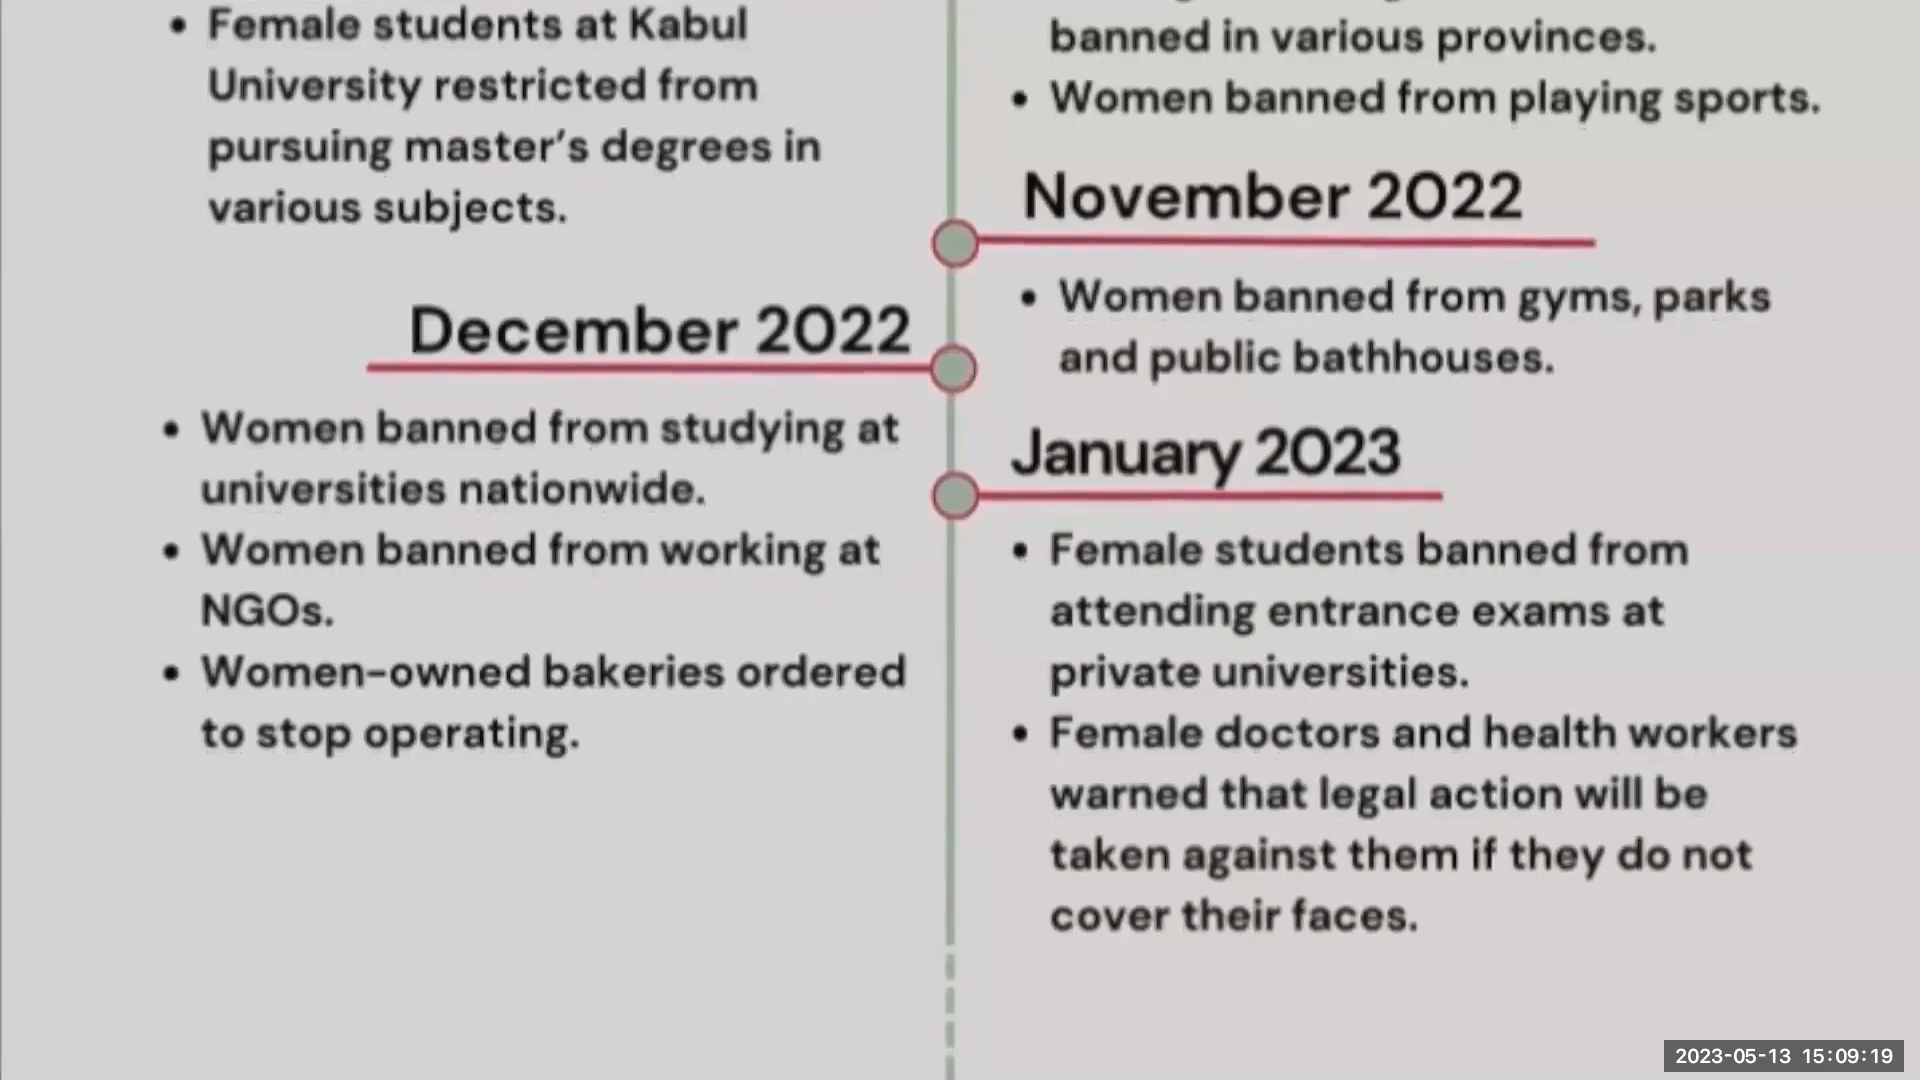 • Female students at Kabul
University restricted from
pursuing master's degrees in
various subjects.
December 2022
• Women banned from studying at
universities nationwide.
• Women banned from working at
NGOs.
• Women-owned bakeries ordered
to stop operating.
banned in various provinces.
• Women banned from playing sports.
November 2022
• Women banned from gyms, parks
and public bathhouses.
January 2023
• Female students banned from
attending entrance exams at
private universities.
• Female doctors and health workers
warned that legal action will be
taken against them if they do not
cover their faces.
2023-05-13 15:09:19